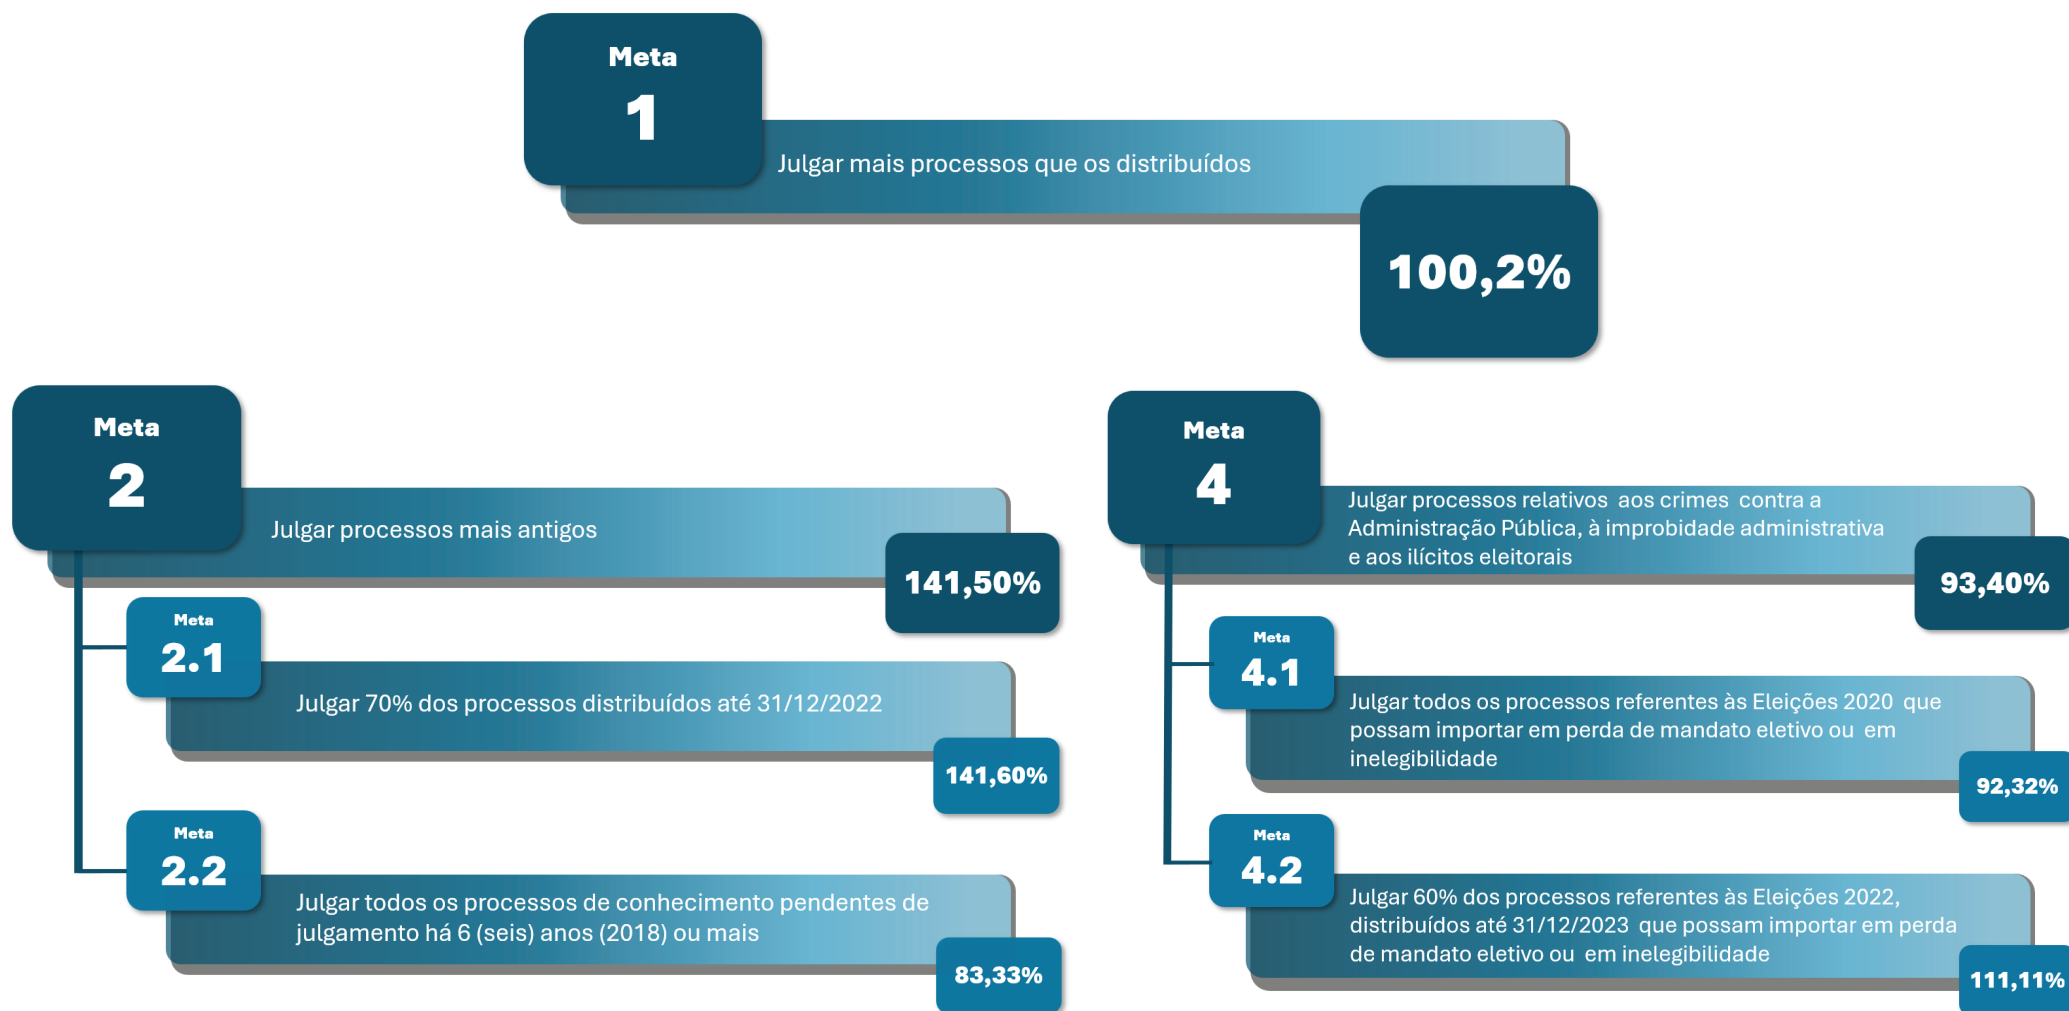 Meta
1
Julgar mais processos que os distribuídos
100,2%
Meta
2
Julgar processos mais antigos
141,50%
Meta
2.1
Julgar 70% dos processos distribuídos até 31/12/2022
141,60%
Meta
2.2
Julgar todos os processos de conhecimento pendentes de
julgamento há 6 (seis) anos (2018) ou mais
83,33%
Meta
4
Julgar processos relativos aos crimes contra a
Administração Pública, à improbidade administrativa
e aos ilícitos eleitorais
93,40%
Meta
4.1
Julgar todos os processos referentes às Eleições 2020 que
possam importar em perda de mandato eletivo ou em
inelegibilidade
92,32%
Meta
4.2
Julgar 60% dos processos referentes às Eleições 2022,
distribuídos até 31/12/2023 que possam importar em perda
de mandato eletivo ou em inelegibilidade
111,11%